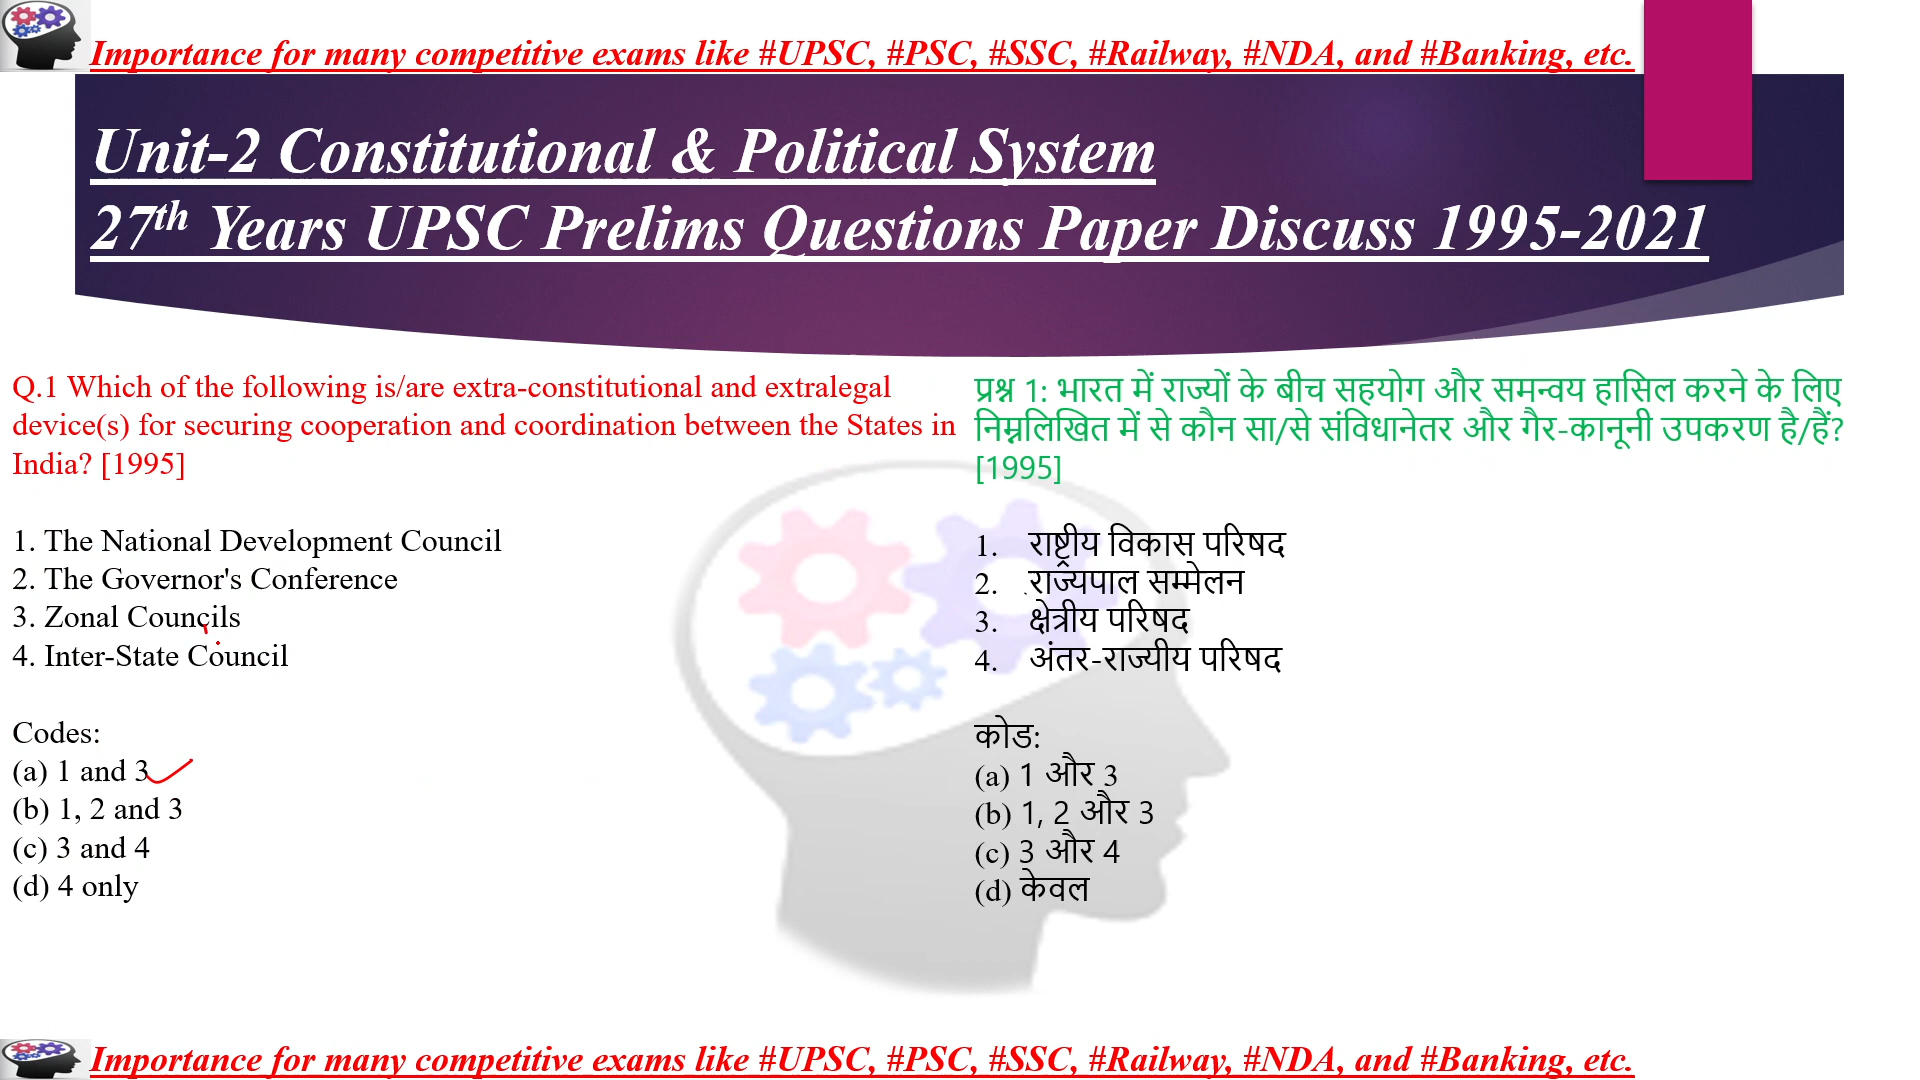 Importance for many competitive exams like #UPSC, #PSC, #SSC, #Railway, #NDA, and #Banking, etc.
Unit-2 Constitutional & Political System
27th Years UPSC Prelims Questions Paper Discuss 1995-2021
Q.1 Which of the following is/are extra-constitutional and extralegal
device(s) for securing cooperation and coordination between the States in
India? [1995]
1. The National Development Council
2. The Governor's Conference
3. Zonal Councils
4. Inter-State Council
Codes:
(a) 1 and 3
(b) 1, 2 and 3
(c) 3 and 4
(d) 4 only
प्रश्न 1: भारत में राज्यों के बीच सहयोग और समन्वय हासिल करने के लिए
निम्नलिखित में से कौन सा/से संविधानेतर और गैर-कानूनी उपकरण है/हैं?
[1995]
1. राष्ट्रीय विकास परिषद
2. राज्यपाल सम्मेलन
3. क्षेत्रीय परिषद
4. अंतर-राज्यीय परिषद
कोड:
(a) 1 और 3
(b) 1, 2 और 3
(c) 3 और 4
(d) केवल
Importance for many competitive exams like #UPSC, #PSC, #SSC, #Railway, #NDA, and #Banking, etc.